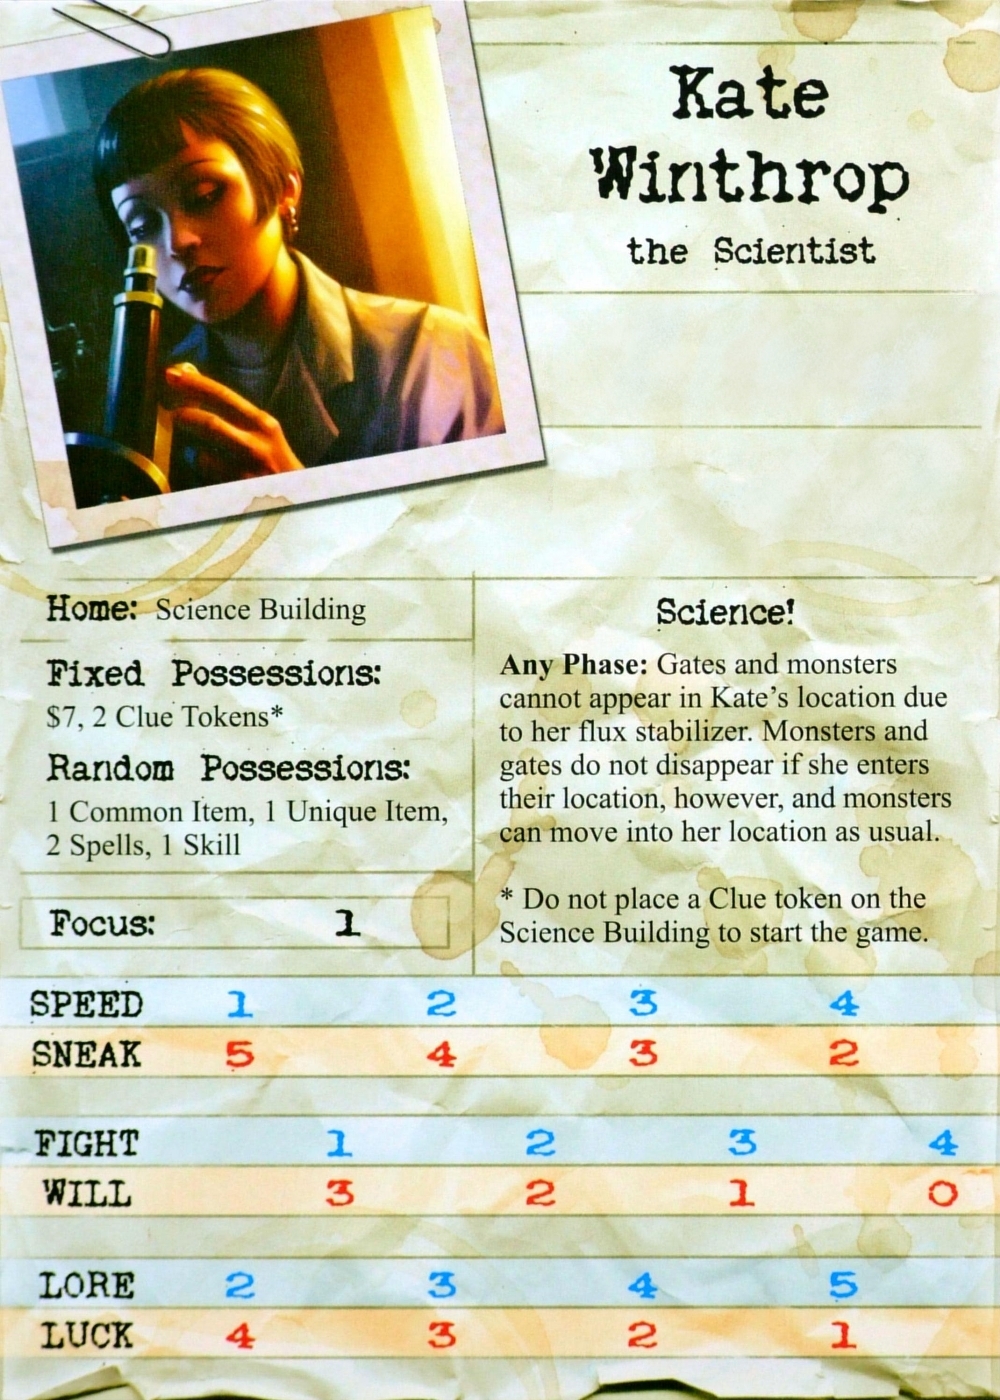 Kate
Winthrop
the Scientist
Home: Science Building
Fixed Possessions:
$7, 2 Clue Tokens*
Random Possessions:
1 Common Item, 1 Unique Item,
2 Spells, 1 Skill
Focus: 1
Science!
Any Phase: Gates and monsters
cannot appear in Kate's location due
to her flux stabilizer. Monsters and
gates do not disappear if she enters
their location, however, and monsters
can move into her location as usual.
* Do not place a Clue token on the
Science Building to start the game.
SPEED 1 2 3 4
SNEAK 5 4 3 2
FIGHT 1 2 3 4
WILL 3 2 1 0
LORE 2 3 4 5
LUCK 4 3 2 1